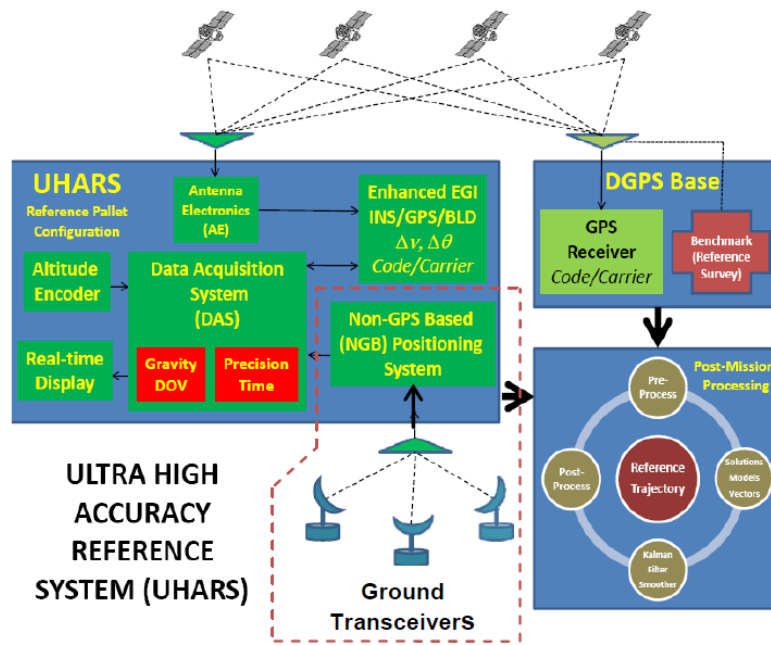 UHARS
Reference Pallet
Configuration
Antenna
Electronics
(AE)
Enhanced EGI
INS/GPS/BLD
Δv, Δθ
Code/Carrier
Altitude
Encoder
Data Acquisition
System
(DAS)
Gravity
DOV
Precision
Time
Real-time
Display
Non-GPS Based
(NGB) Positioning
System
DGPS Base
GPS
Receiver
Code/Carrier
Benchmark
(Reference
Survey)
Post-Mission
Processing
Pre-
Process
Post-
Process
Reference
Trajectory
Solutions
Models
Vectors
Kalman
Filter
Smoother
ULTRA HIGH
ACCURACY
REFERENCE
SYSTEM (UHARS)
Ground
Transceivers